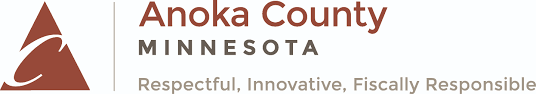 Anoka County
MINNESOTA
Respectful, Innovative, Fiscally Responsible